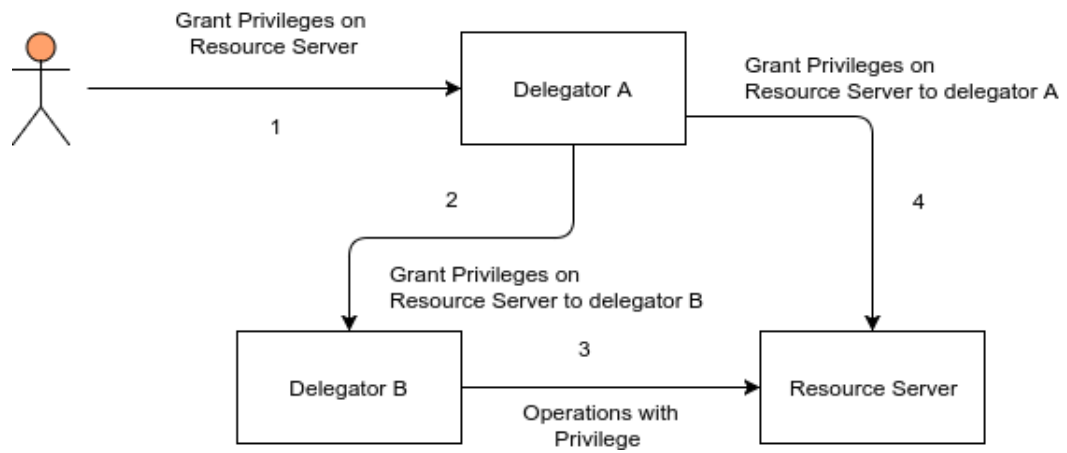 Grant Privileges on
Resource Server
1
Delegator A
Grant Privileges on
Resource Server to delegator A
2
4
Grant Privileges on
Resource Server to delegator B
3
Delegator B
Operations with
Privilege
Resource Server